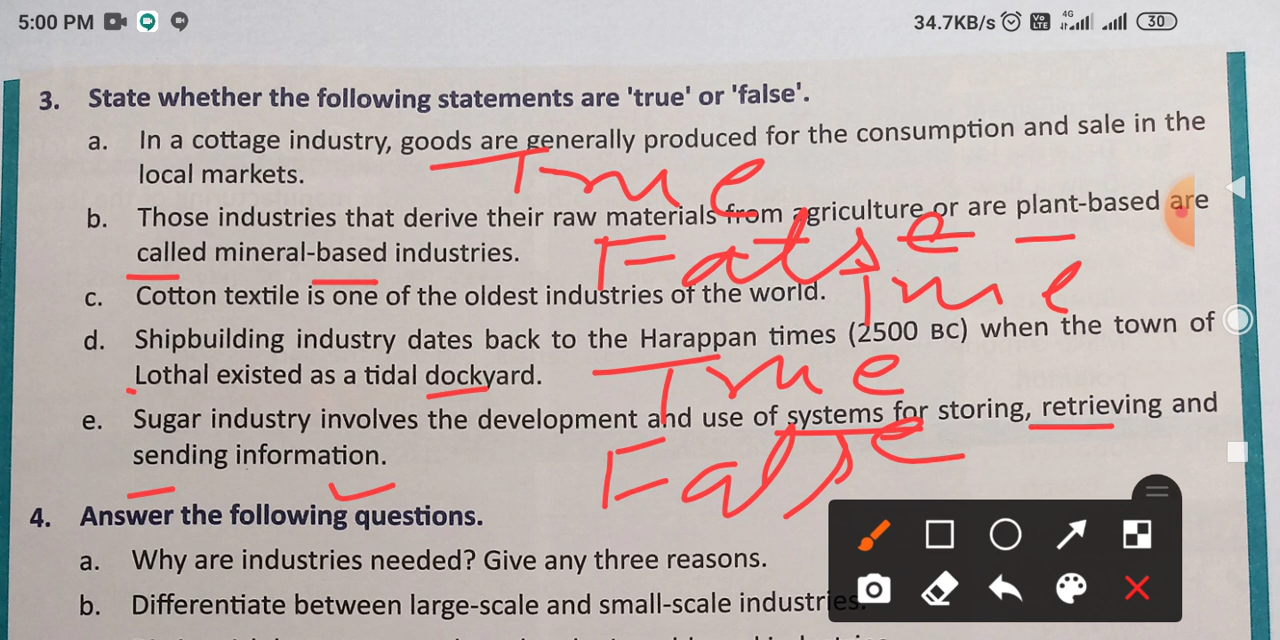 5:00 PM 34.7KB/s Vo LTE 4G 30
3. State whether the following statements are 'true' or 'false'.
a. In a cottage industry, goods are generally produced for the consumption and sale in the
local markets.
True
b. Those industries that derive their raw materials from agriculture or are plant-based are
called mineral-based industries.
False
c. Cotton textile is one of the oldest industries of the world.
True
d. Shipbuilding industry dates back to the Harappan times (2500 BC) when the town of
Lothal existed as a tidal dockyard.
True
e. Sugar industry involves the development and use of systems for storing, retrieving and
sending information.
False
4. Answer the following questions.
a. Why are industries needed? Give any three reasons.
b. Differentiate between large-scale and small-scale industries.